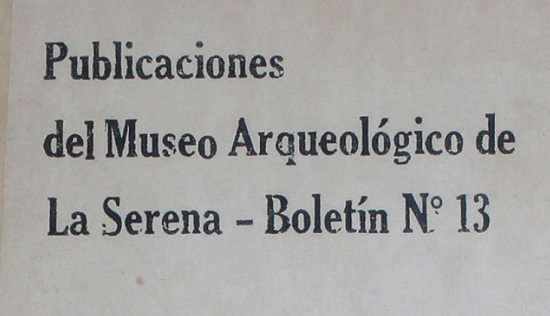 Publicaciones
del Museo Arqueológico de
La Serena - Boletín Nº 13